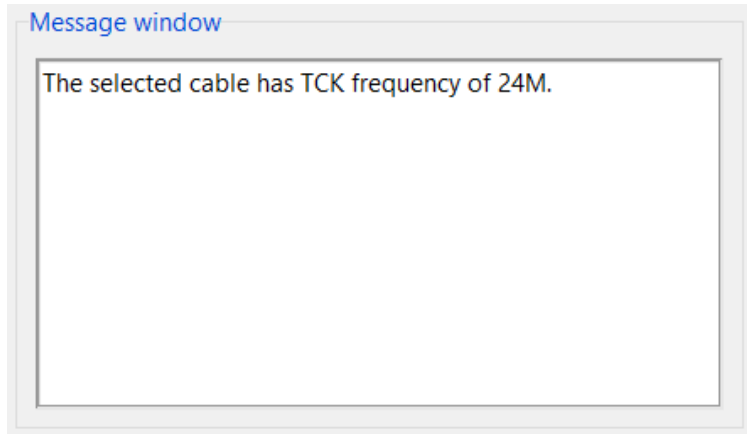 Message window
The selected cable has TCK frequency of 24M.